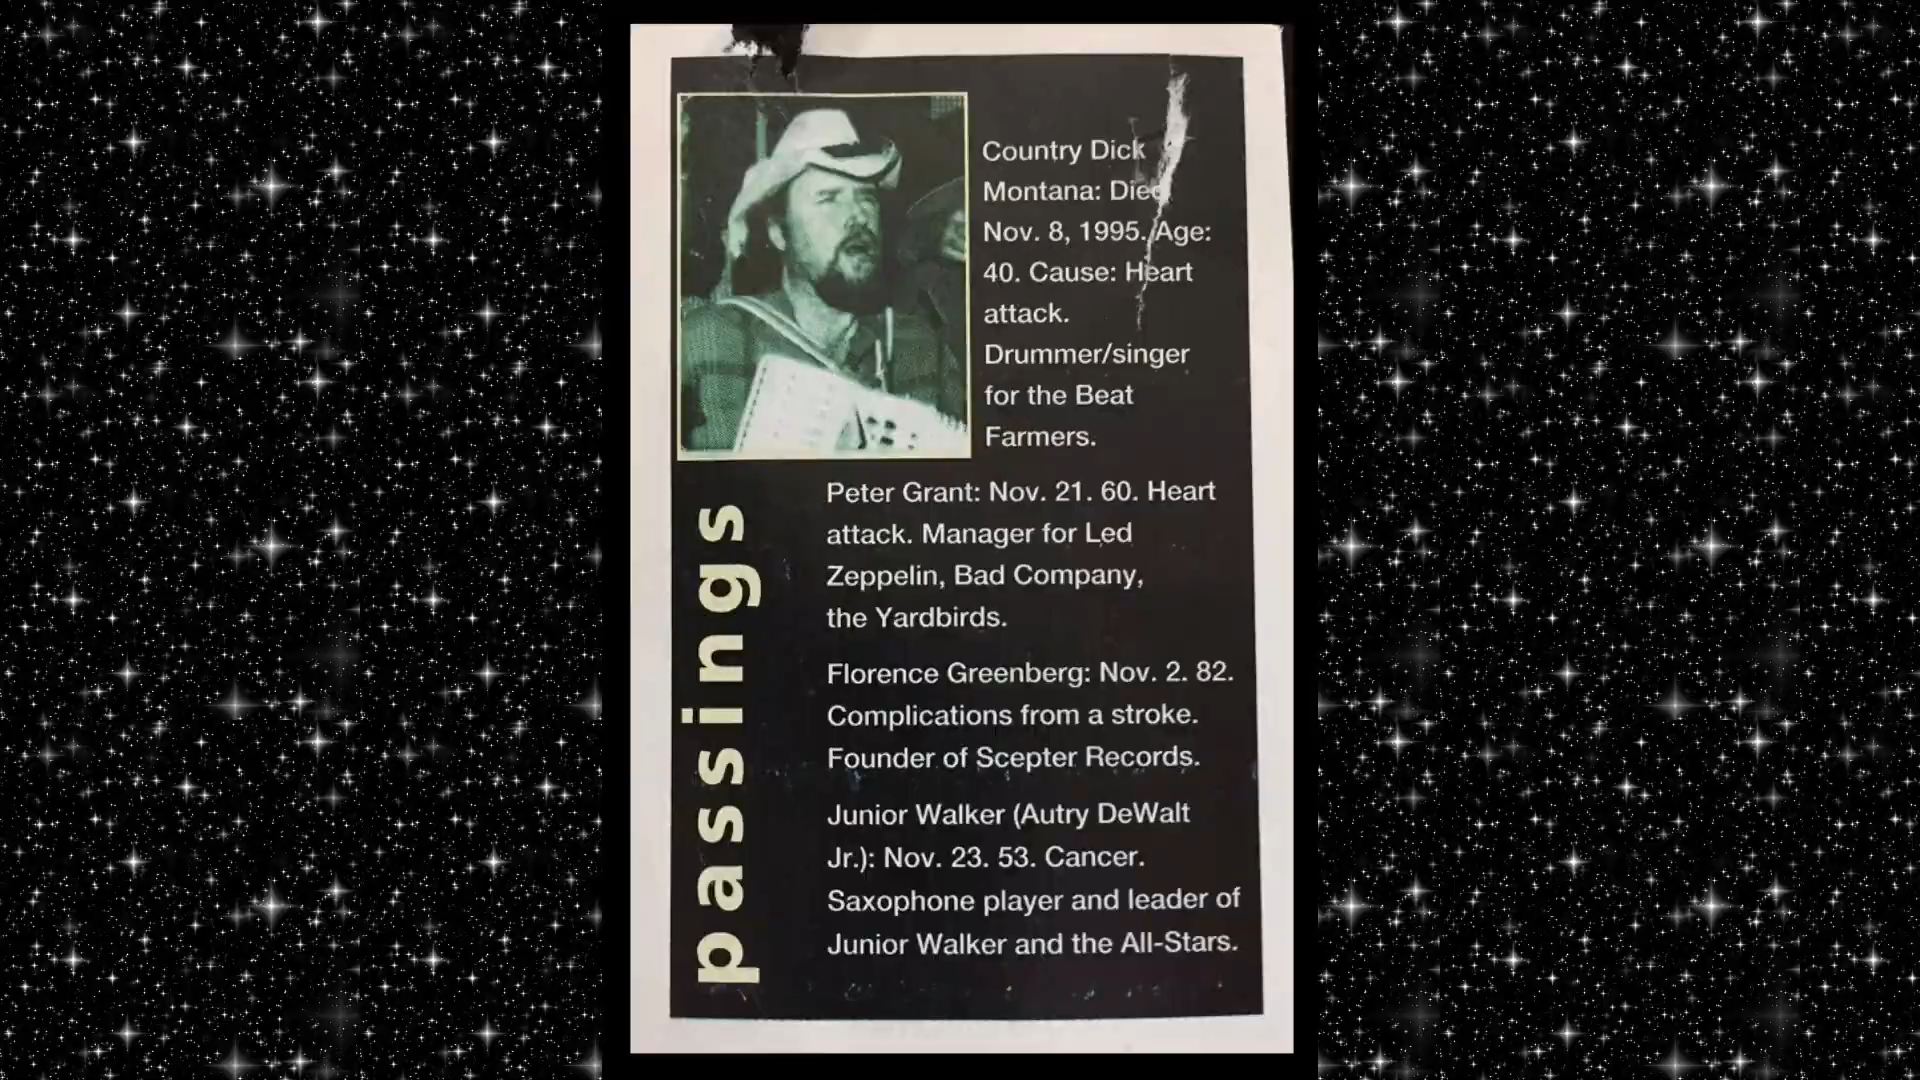 Country Dick
Montana: Died
Nov. 8, 1995. Age:
40. Cause: Heart
attack.
Drummer/singer
for the Beat
Farmers.
Peter Grant: Nov. 21. 60. Heart
attack. Manager for Led
Zeppelin, Bad Company,
the Yardbirds.
Florence Greenberg: Nov. 2. 82.
Complications from a stroke.
Founder of Scepter Records.
Junior Walker (Autry DeWalt
Jr.): Nov. 23. 53. Cancer.
Saxophone player and leader of
Junior Walker and the All-Stars.
passings